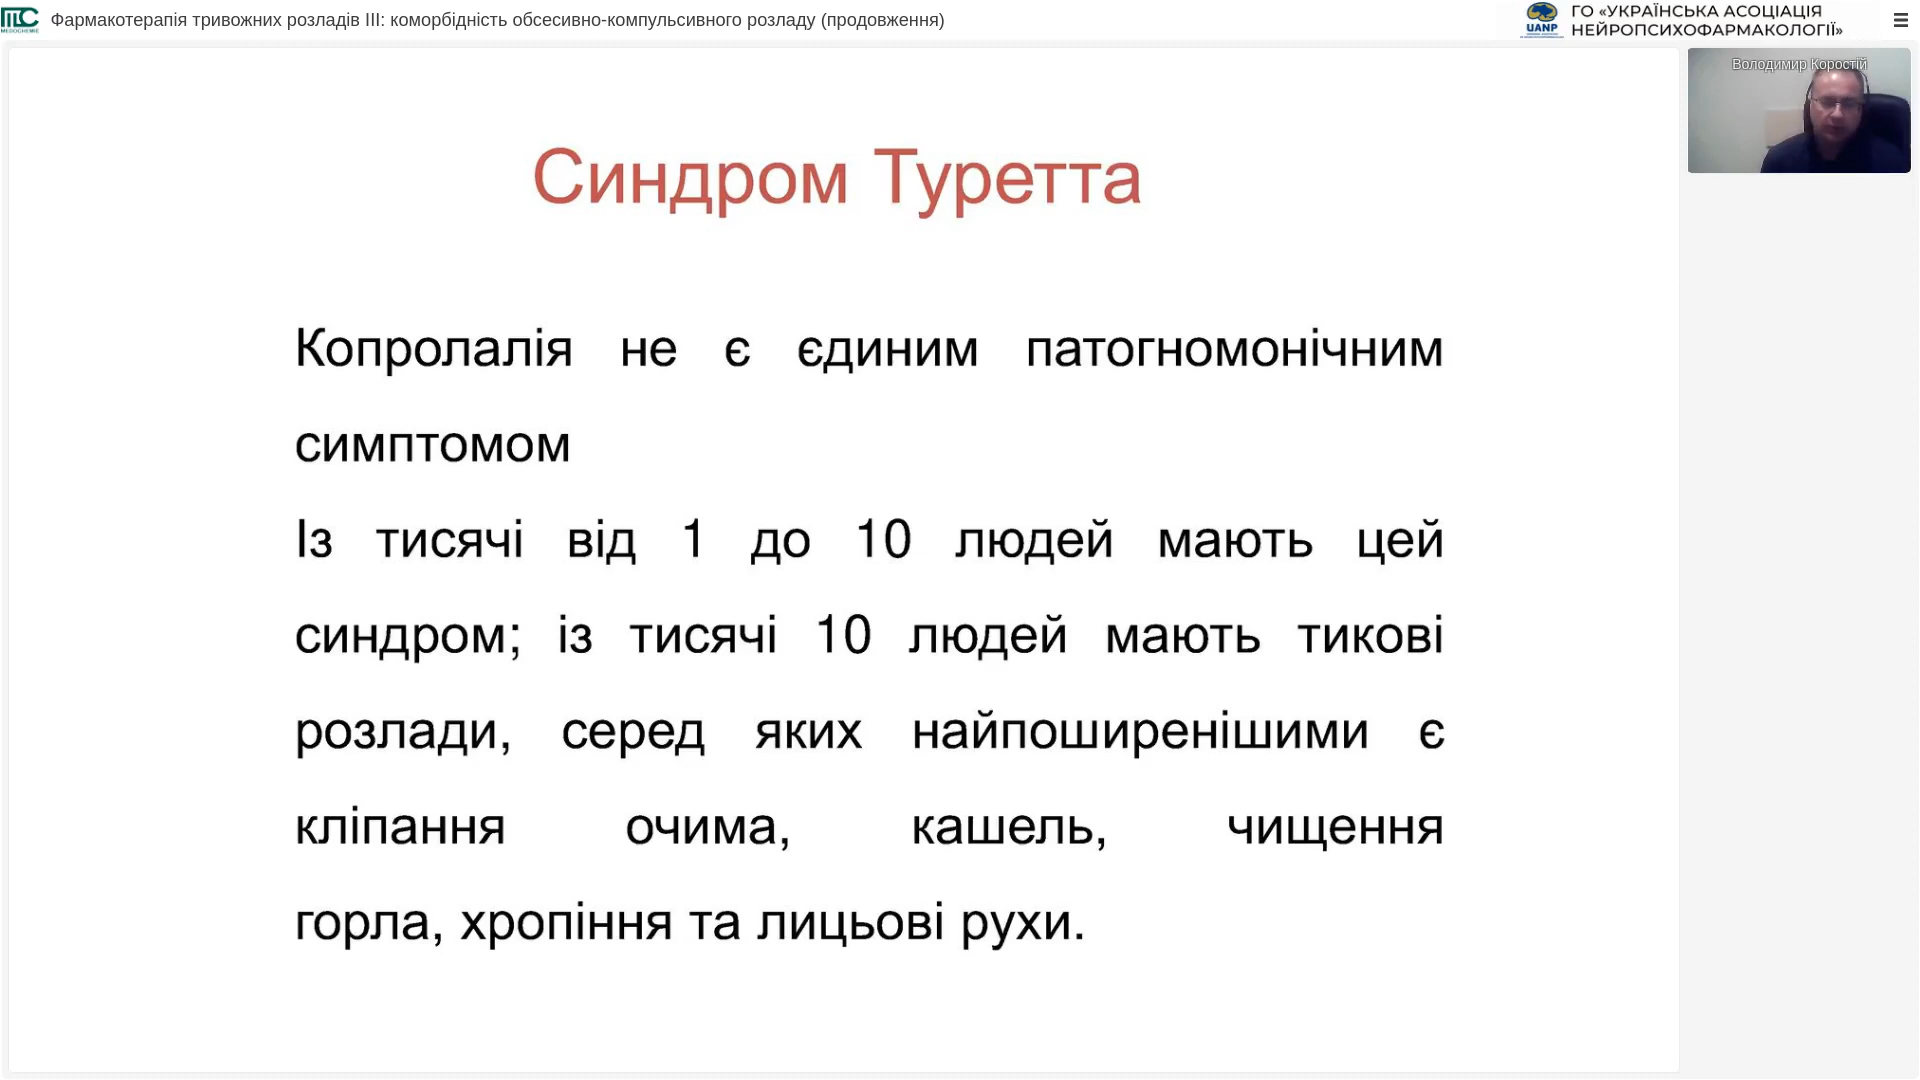 MEDOCHEMIE
Фармакотерапія тривожних розладів III: коморбідність обсесивно-компульсивного розладу (продовження)
UANP
ГО «УКРАЇНСЬКА АСОЦІАЦІЯ
НЕЙРОПСИХОФАРМАКОЛОГІЇ»
Володимир Коростій
Синдром Туретта
Копролалія не є єдиним патогномонічним
симптомом
Із тисячі від 1 до 10 людей мають цей
синдром; із тисячі 10 людей мають тикові
розлади, серед яких найпоширенішими є
кліпання очима, кашель, чищення
горла, хропіння та лицьові рухи.